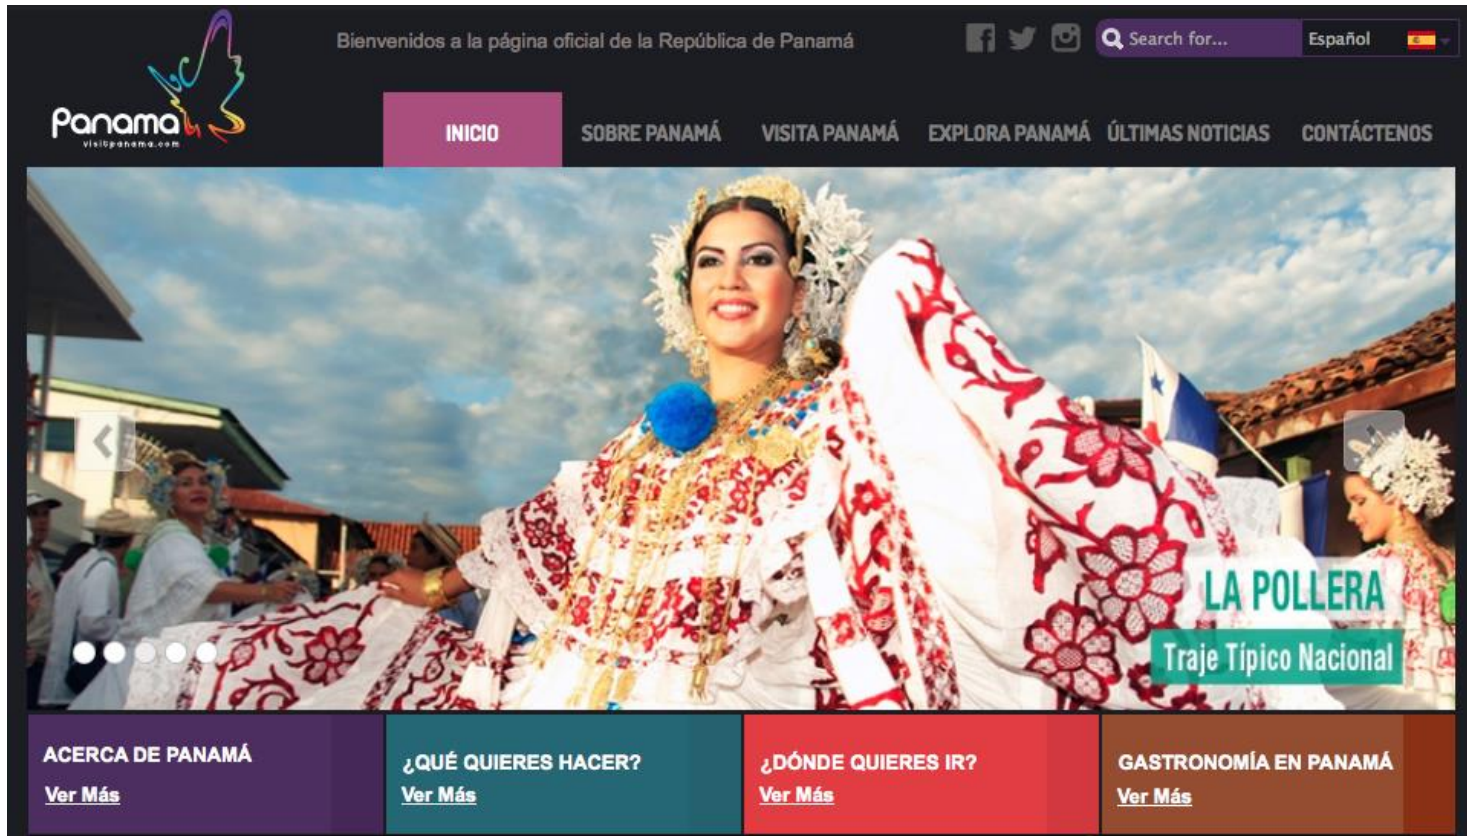 Panama
visitpanama.com
Bienvenidos a la página oficial de la República de Panamá
Search for...
Español
INICIO
SOBRE PANAMÁ
VISITA PANAMÁ
EXPLORA PANAMÁ
ÚLTIMAS NOTICIAS
CONTÁCTENOS
LA POLLERA
Traje Típico Nacional
ACERCA DE PANAMÁ
Ver Más
¿QUÉ QUIERES HACER?
Ver Más
¿DÓNDE QUIERES IR?
Ver Más
GASTRONOMÍA EN PANAMÁ
Ver Más